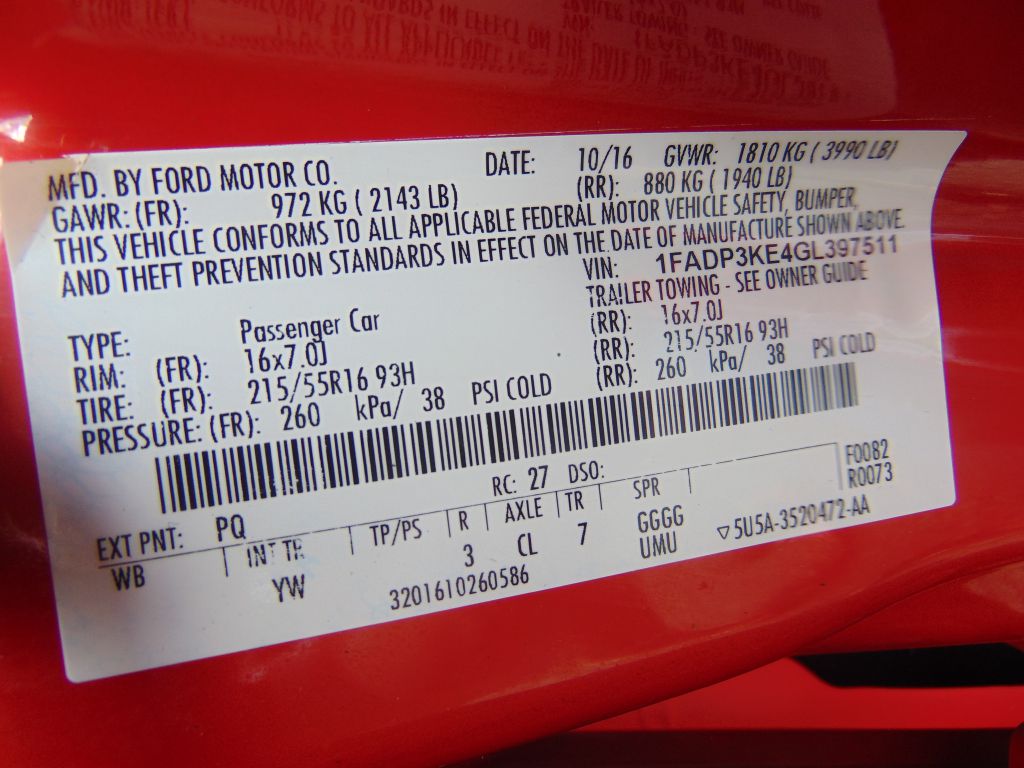 MFD. BY FORD MOTOR CO. DATE: 10/16 GVWR: 1810 KG ( 3990 LB)
GAWR: (FR): 972 KG ( 2143 LB) (RR): 880 KG ( 1940 LB)
THIS VEHICLE CONFORMS TO ALL APPLICABLE FEDERAL MOTOR VEHICLE SAFETY, BUMPER,
AND THEFT PREVENTION STANDARDS IN EFFECT ON THE DATE OF MANUFACTURE SHOWN ABOVE.
VIN: 1FADP3KE4GL397511
TRAILER TOWING - SEE OWNER GUIDE
TYPE: Passenger Car
RIM: (FR): 16x7.0J (RR): 16x7.0J
TIRE: (FR): 215/55R16 93H (RR): 215/55R16 93H
PRESSURE: (FR): 260 kPa/ 38 PSI COLD (RR): 260 kPa/ 38 PSI COLD
F0082
R0073
EXT PNT: PQ RC: 27 DSO:
WB INT TR TP/PS R AXLE TR SPR
YW 3 CL 7 GGGG
UMU
3201610260586 ▽5U5A-3520472-AA